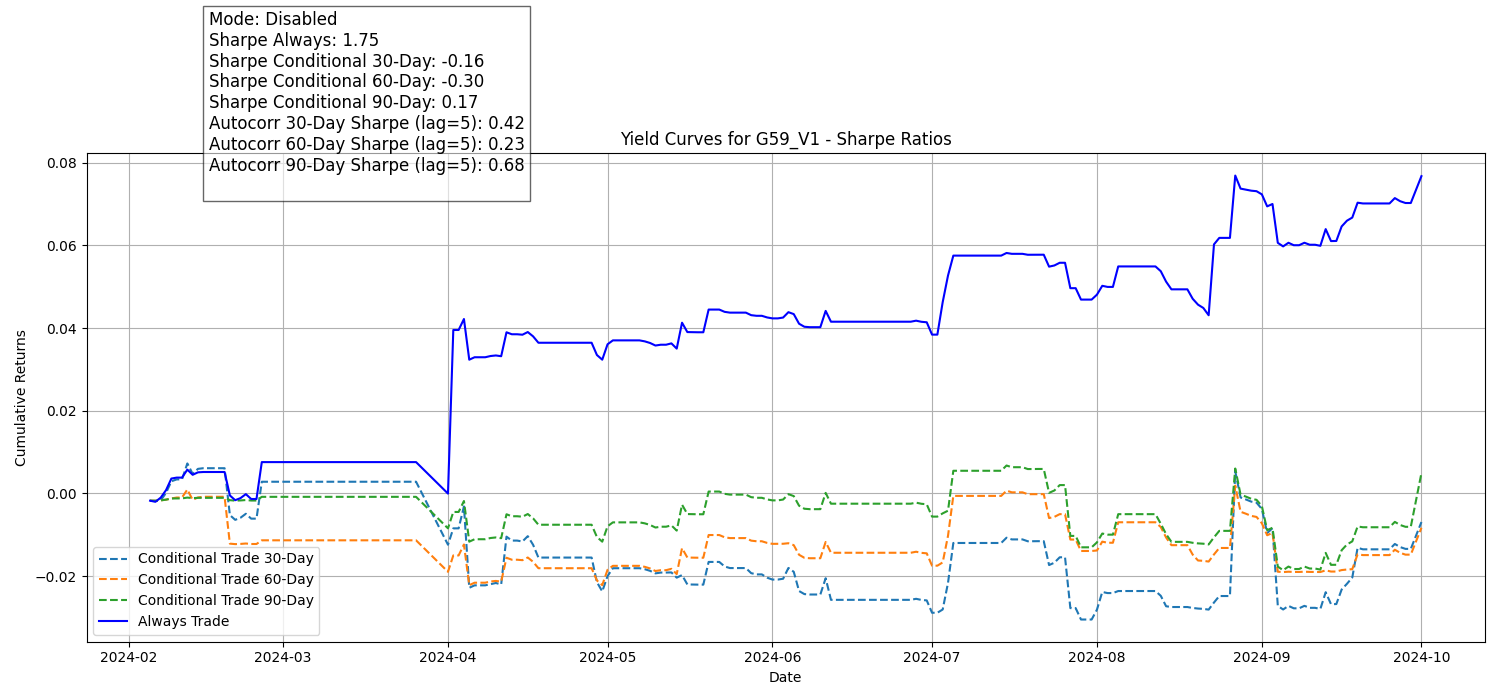 Mode: Disabled
Sharpe Always: 1.75
Sharpe Conditional 30-Day: -0.16
Sharpe Conditional 60-Day: -0.30
Sharpe Conditional 90-Day: 0.17
Autocorr 30-Day Sharpe (lag=5): 0.42
Autocorr 60-Day Sharpe (lag=5): 0.23
Autocorr 90-Day Sharpe (lag=5): 0.68
Yield Curves for G59_V1 - Sharpe Ratios
0.08
0.06
0.04
0.02
0.00
−0.02
Cumulative Returns
Conditional Trade 30-Day
Conditional Trade 60-Day
Conditional Trade 90-Day
Always Trade
2024-02
2024-03
2024-04
2024-05
2024-06
2024-07
2024-08
2024-09
2024-10
Date